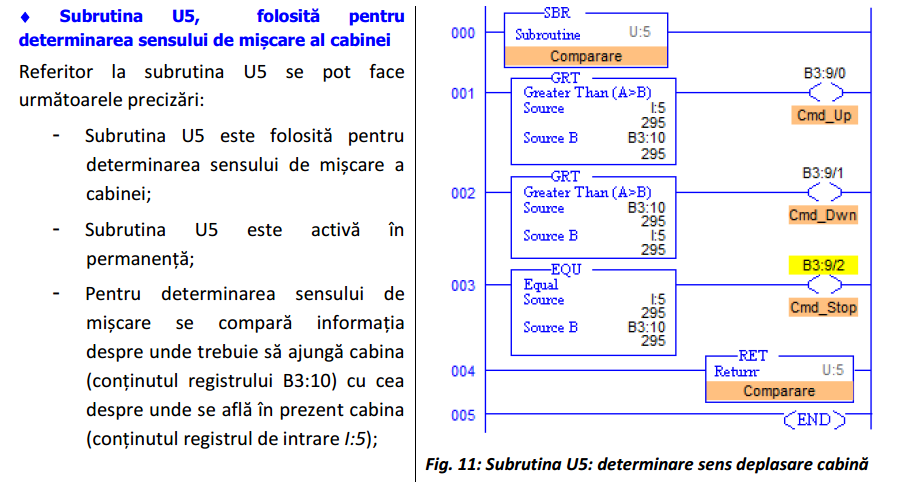 ♦ Subrutina U5, folosită pentru
determinarea sensului de mișcare al cabinei
Referitor la subrutina U5 se pot face
următoarele precizări:
- Subrutina U5 este folosită pentru
determinarea sensului de mișcare a
cabinei;
- Subrutina U5 este activă în
permanență;
- Pentru determinarea sensului de
mișcare se compară informația
despre unde trebuie să ajungă cabina
(conținutul registrului B3:10) cu cea
despre unde se află în prezent cabina
(conținutul registrul de intrare I:5);
000
SBR
Subroutine U:5
Comparare
001
GRT
Greater Than (A>B)
Source I:5
295
Source B B3:10
295
B3:9/0
Cmd_Up
002
GRT
Greater Than (A>B)
Source B3:10
295
Source B I:5
295
B3:9/1
Cmd_Dwn
003
EQU
Equal
Source I:5
295
Source B B3:10
295
B3:9/2
Cmd_Stop
004
RET
Return U:5
Comparare
005
END
Fig. 11: Subrutina U5: determinare sens deplasare cabină